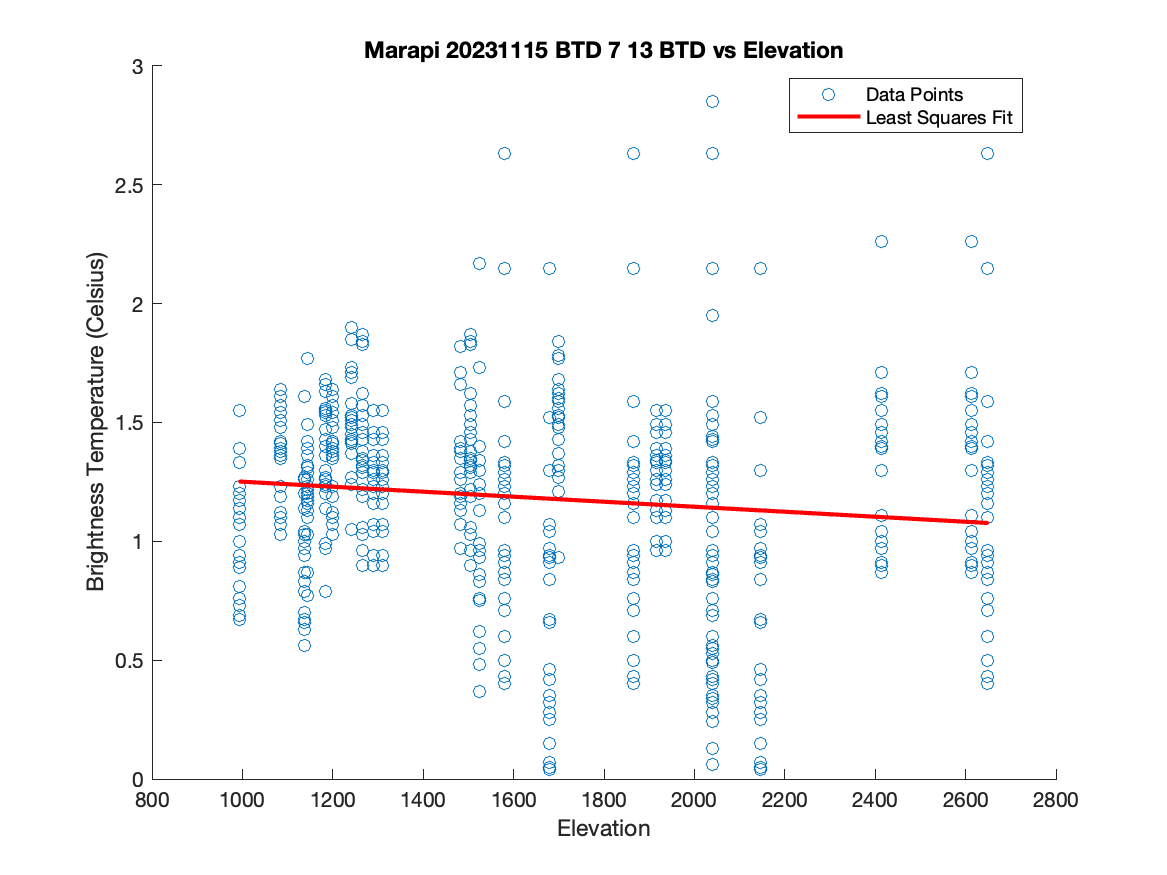 Marapi 20231115 BTD 7 13 BTD vs Elevation
Data Points
Least Squares Fit
Brightness Temperature (Celsius)
3
2.5
2
1.5
1
0.5
0
800 1000 1200 1400 1600 1800 2000 2200 2400 2600 2800
Elevation